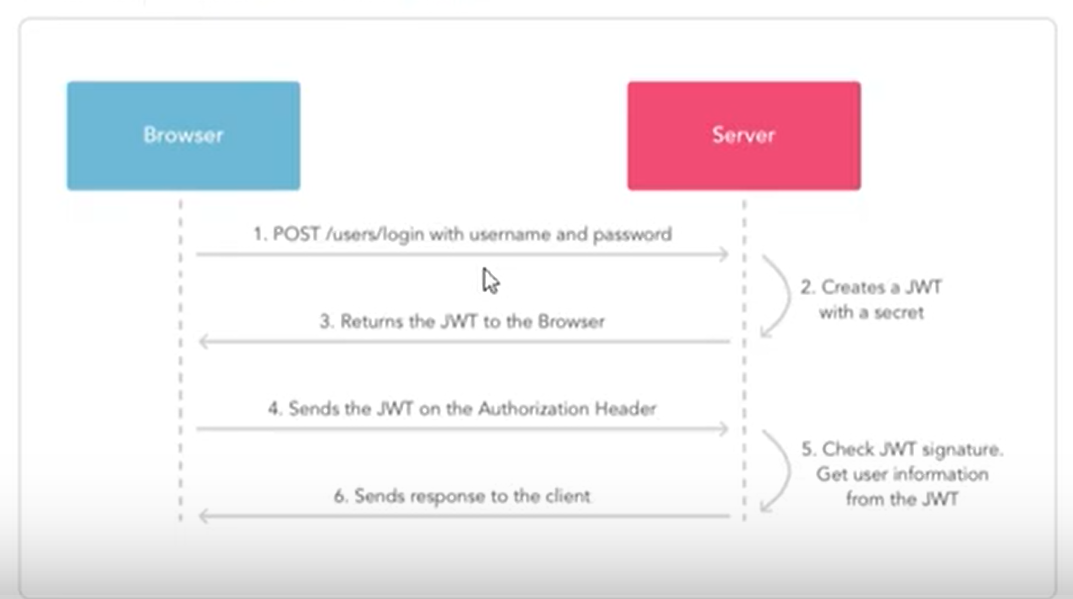 Browser
Server
1. POST /users/login with username and password
2. Creates a JWT
with a secret
3. Returns the JWT to the Browser
4. Sends the JWT on the Authorization Header
5. Check JWT signature.
Get user information
from the JWT
6. Sends response to the client